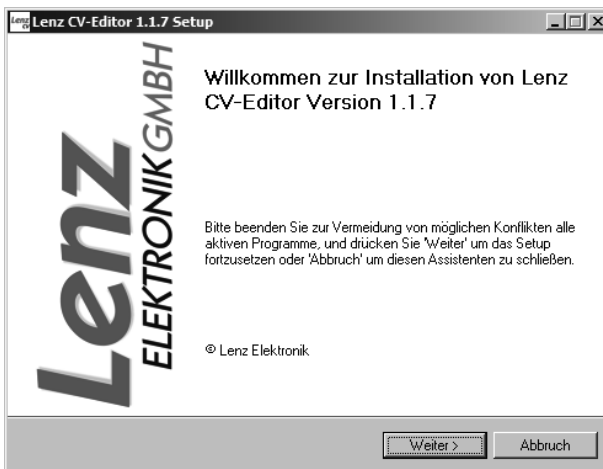 Lenz CV-Editor 1.1.7 Setup
Lenz
ELEKTRONIK GMBH
Willkommen zur Installation von Lenz
CV-Editor Version 1.1.7
Bitte beenden Sie zur Vermeidung von möglichen Konflikten alle
aktiven Programme, und drücken Sie 'Weiter' um das Setup
fortzusetzen oder 'Abbruch' um diesen Assistenten zu schließen.
© Lenz Elektronik
Weiter >
Abbruch